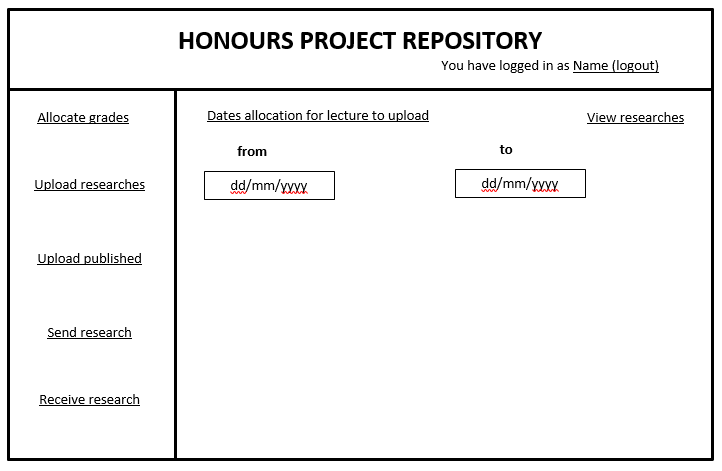 HONOURS PROJECT REPOSITORY
You have logged in as Name (logout)
Allocate grades
Upload researches
Upload published
Send research
Receive research
Dates allocation for lecture to upload
View researches
from
to
dd/mm/yyyy
dd/mm/yyyy